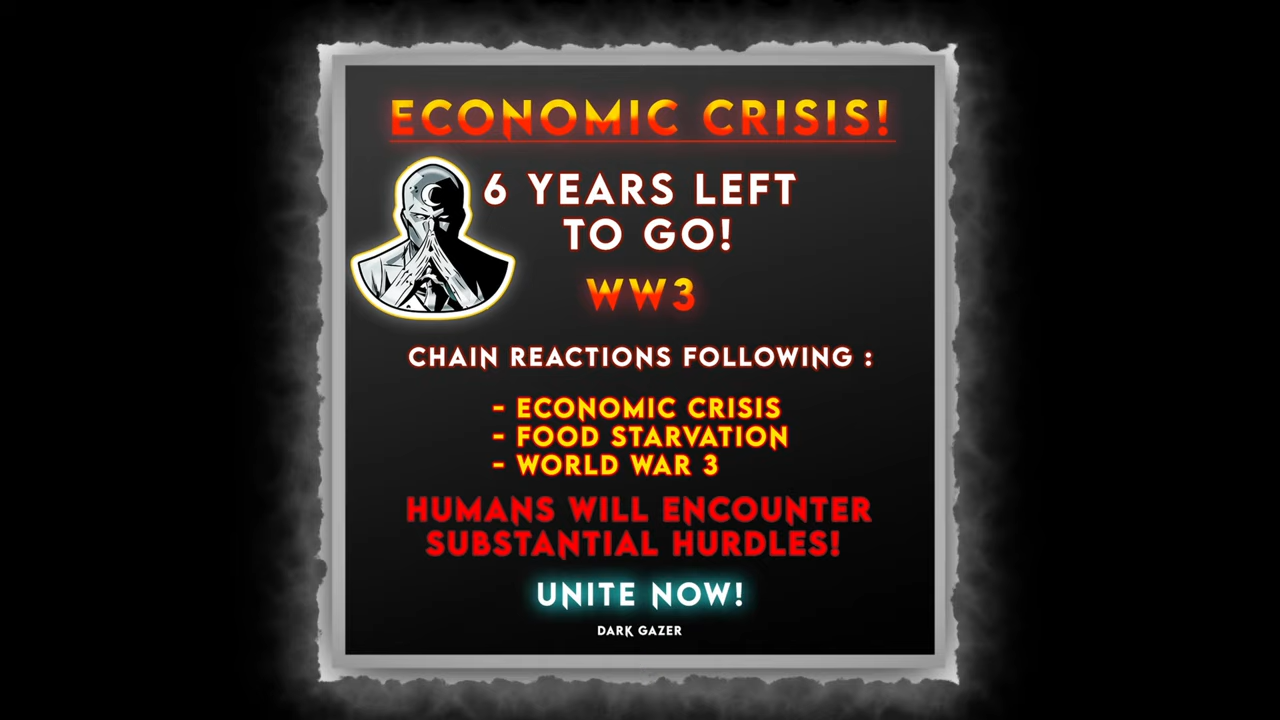 ECONOMIC CRISIS!
6 YEARS LEFT
TO GO!
WW3
CHAIN REACTIONS FOLLOWING :
- ECONOMIC CRISIS
- FOOD STARVATION
- WORLD WAR 3
HUMANS WILL ENCOUNTER
SUBSTANTIAL HURDLES!
UNITE NOW!
DARK GAZER